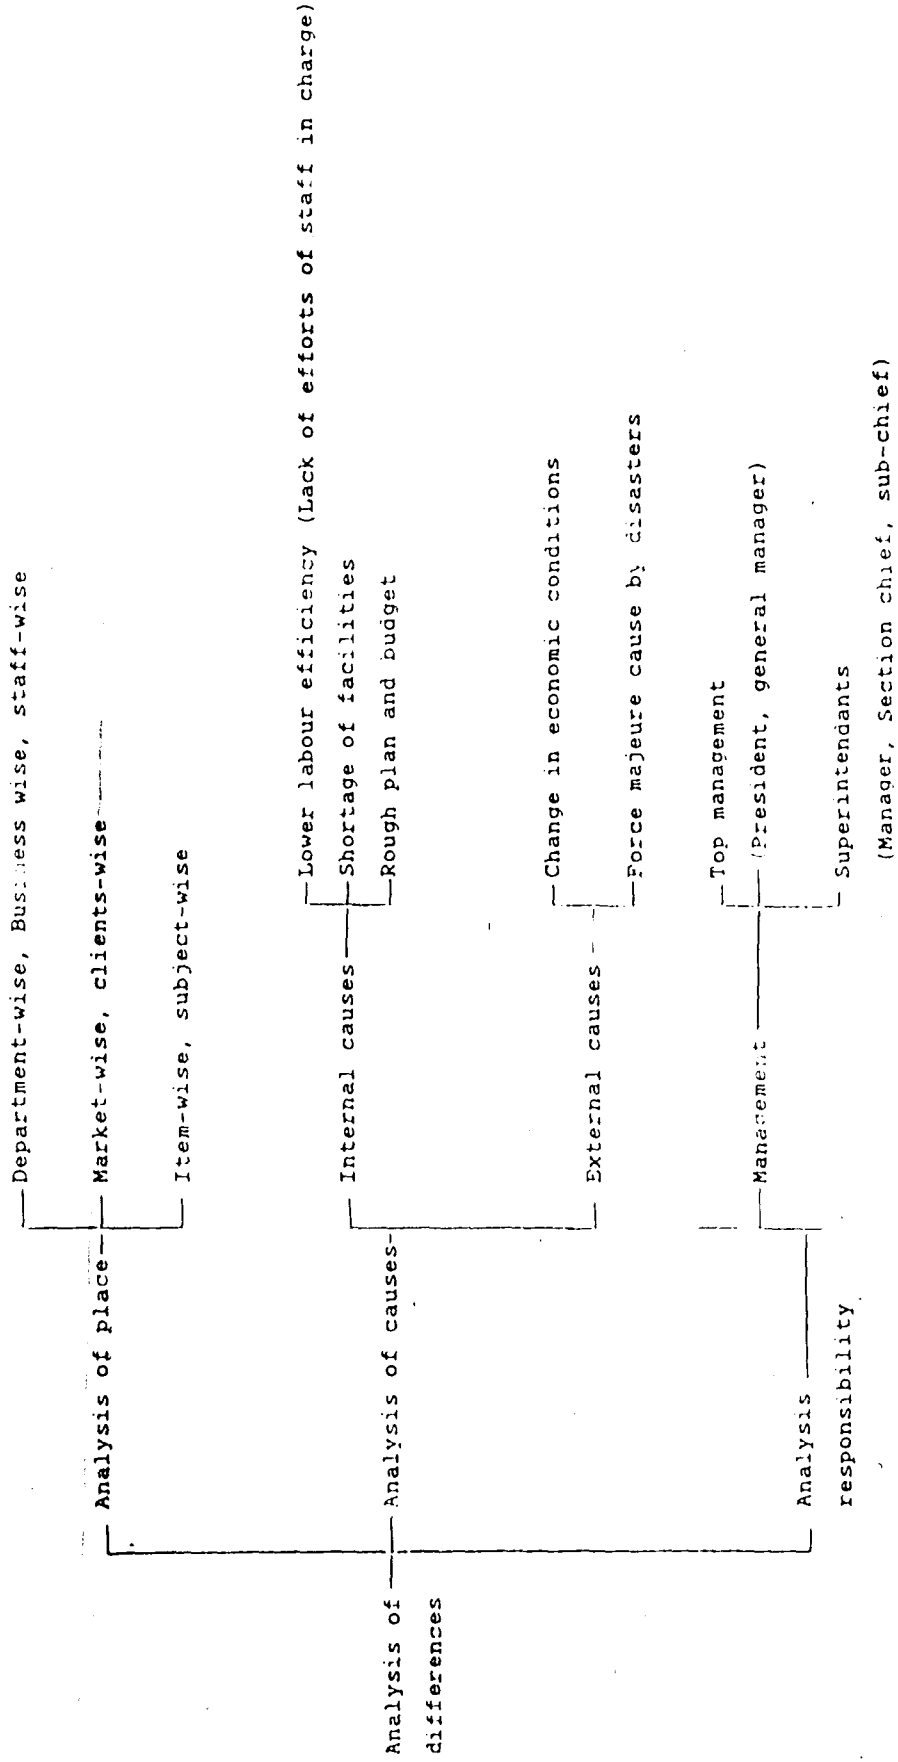 Department-wise, Business wise, staff-wise
Analysis of place
Market-wise, clients-wise
Item-wise, subject-wise
Lower labour efficiency (Lack of efforts of staff in charge)
Internal causes
Shortage of facilities
Rough plan and budget
Analysis of
differences
Analysis of causes
Change in economic conditions
External causes
Force majeure cause by disasters
Top management
Management
(President, general manager)
Analysis
responsibility
Superintendants
(Manager, Section chief, sub-chief)